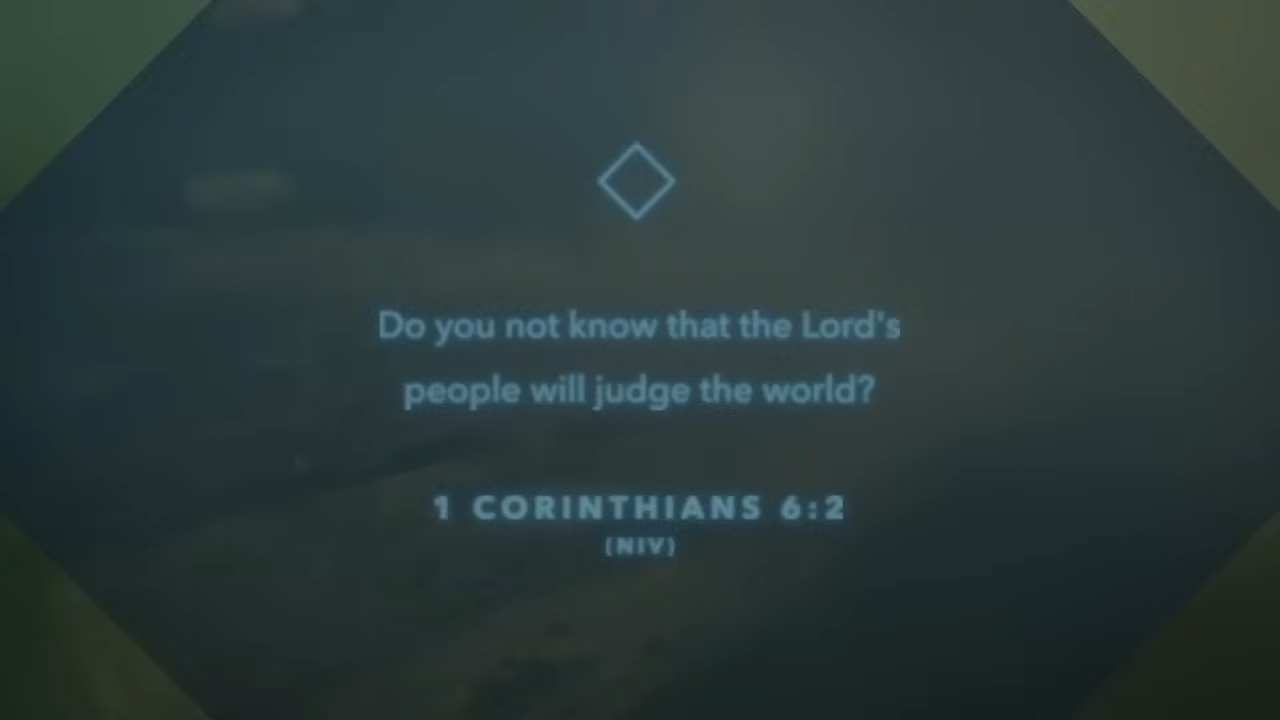 Do you not know that the Lord's
people will judge the world?
1 CORINTHIANS 6:2
(NIV)